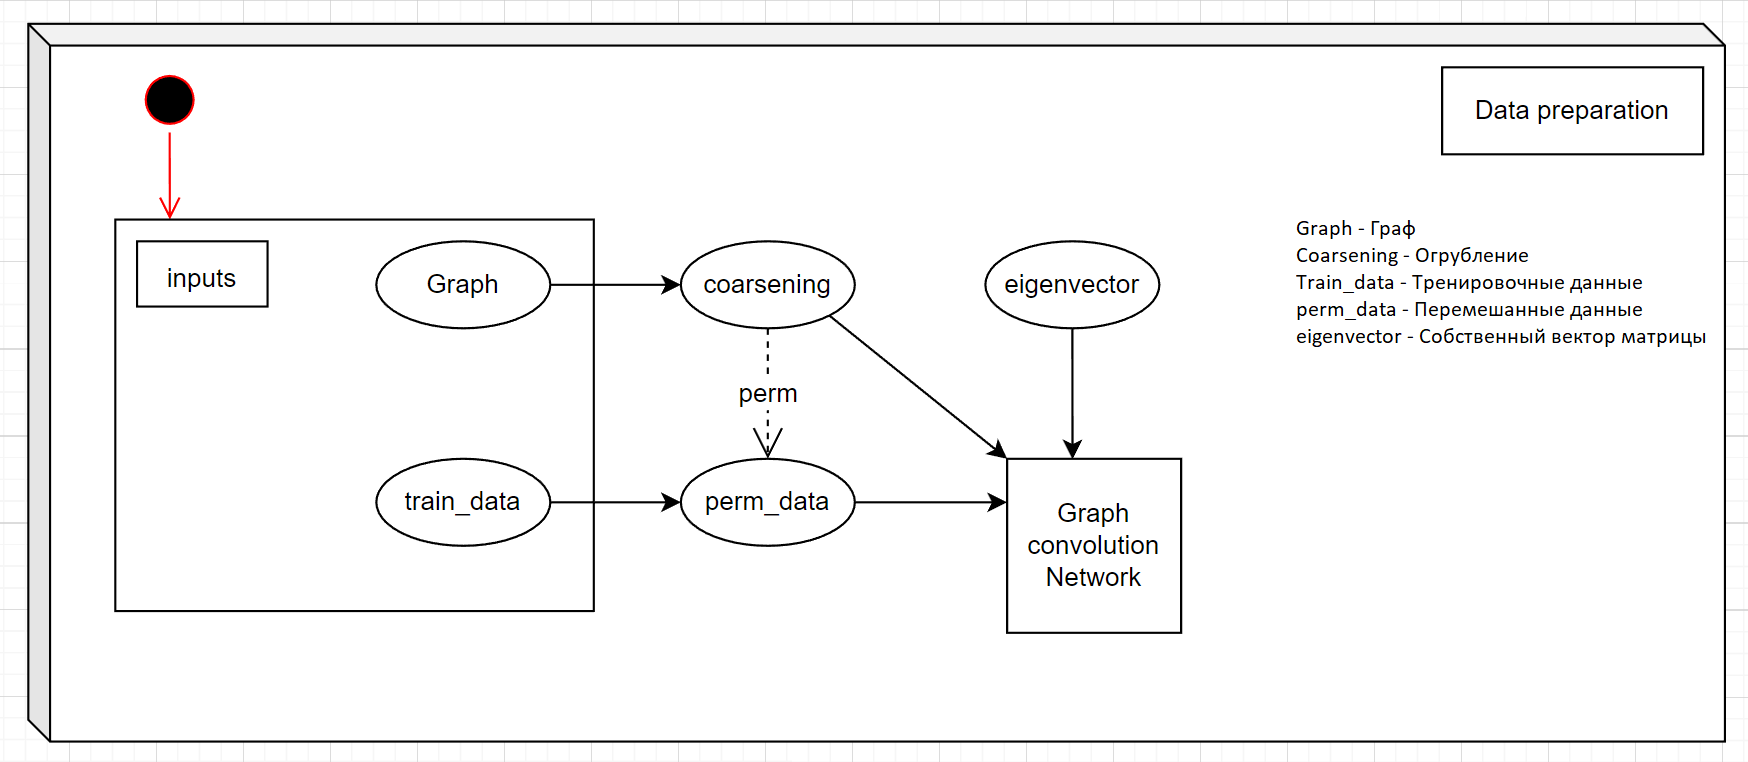 Data preparation
inputs
Graph
coarsening
eigenvector
Graph - Граф
Coarsening - Огрубление
Train_data - Тренировочные данные
perm_data - Перемешанные данные
eigenvector - Собственный вектор матрицы
perm
train_data
perm_data
Graph
convolution
Network